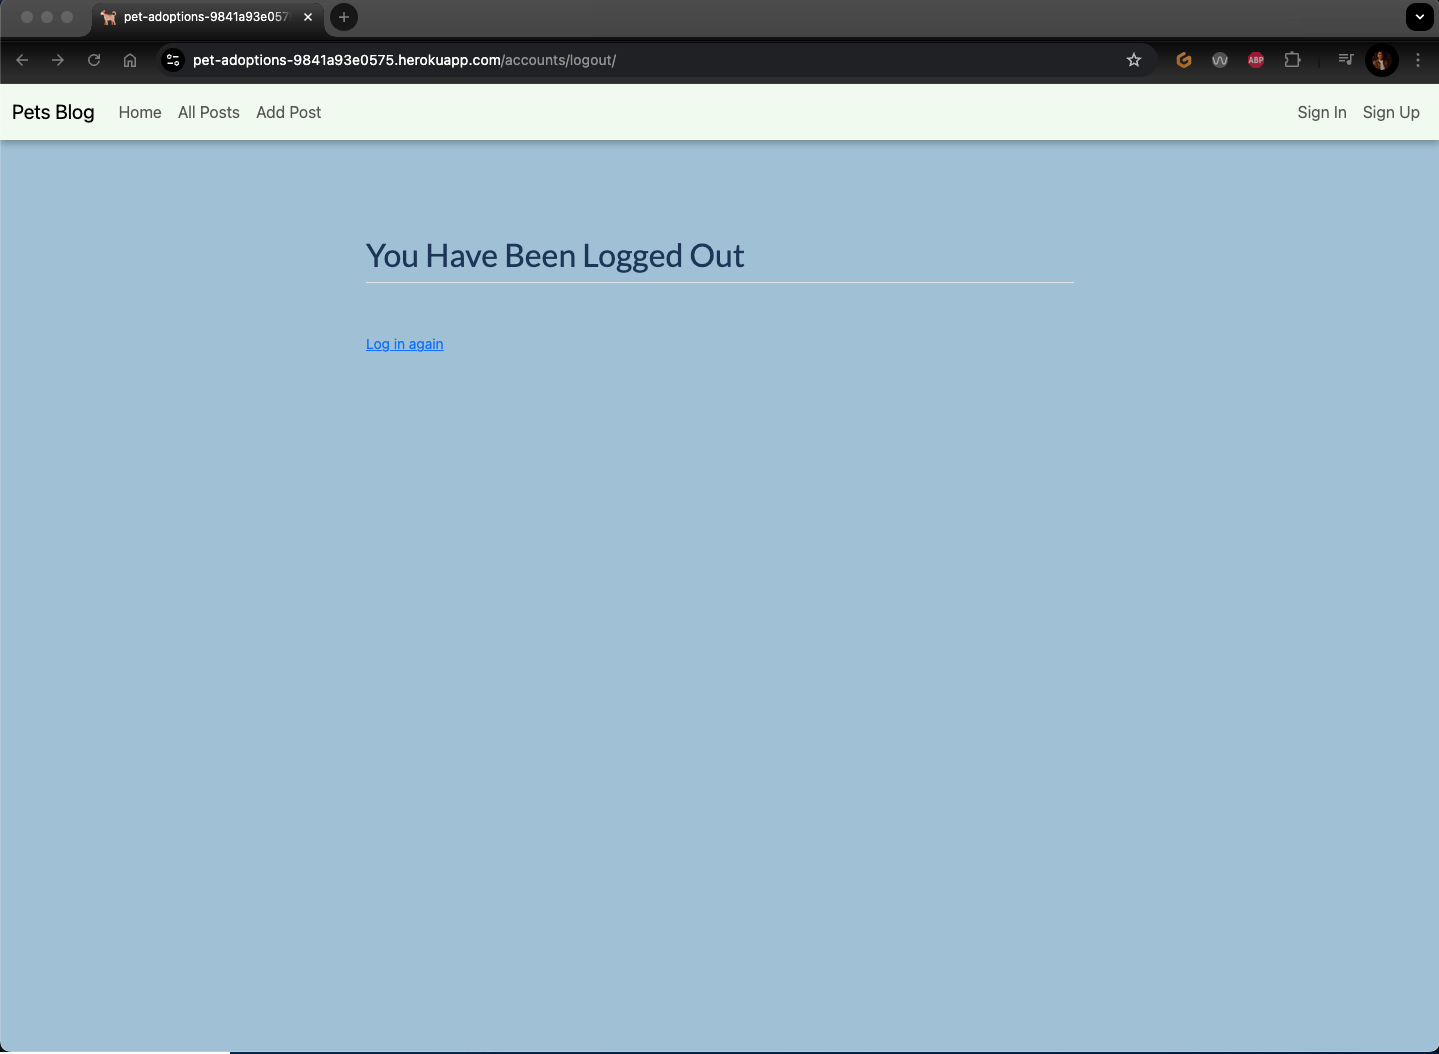 pet-adoptions-9841a93e057
pet-adoptions-9841a93e0575.herokuapp.com/accounts/logout/
ABP
Pets Blog Home All Posts Add Post Sign In Sign Up
You Have Been Logged Out
Log in again